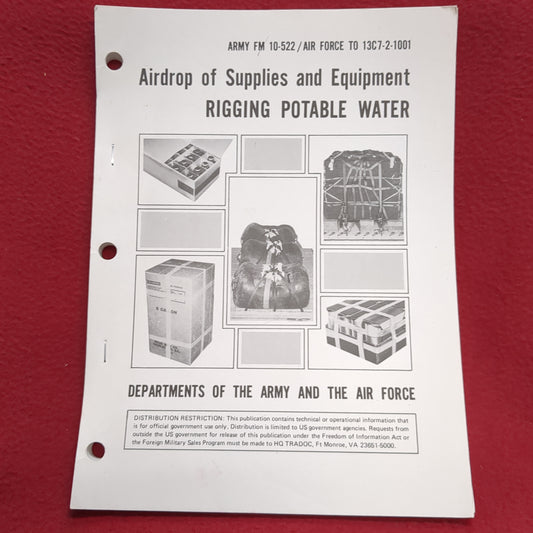 ARMY FM 10-522/AIR FORCE TO 13C7-2-1001
Airdrop of Supplies and Equipment
RIGGING POTABLE WATER
DEPARTMENTS OF THE ARMY AND THE AIR FORCE
DISTRIBUTION RESTRICTION: This publication contains technical or operational information that
is for official government use only. Distribution is limited to US government agencies. Requests from
outside the US government for release of this publication under the Freedom of Information Act or
the Foreign Military Sales Program must be made to HQ TRADOC, Ft Monroe, VA 23651-5000.